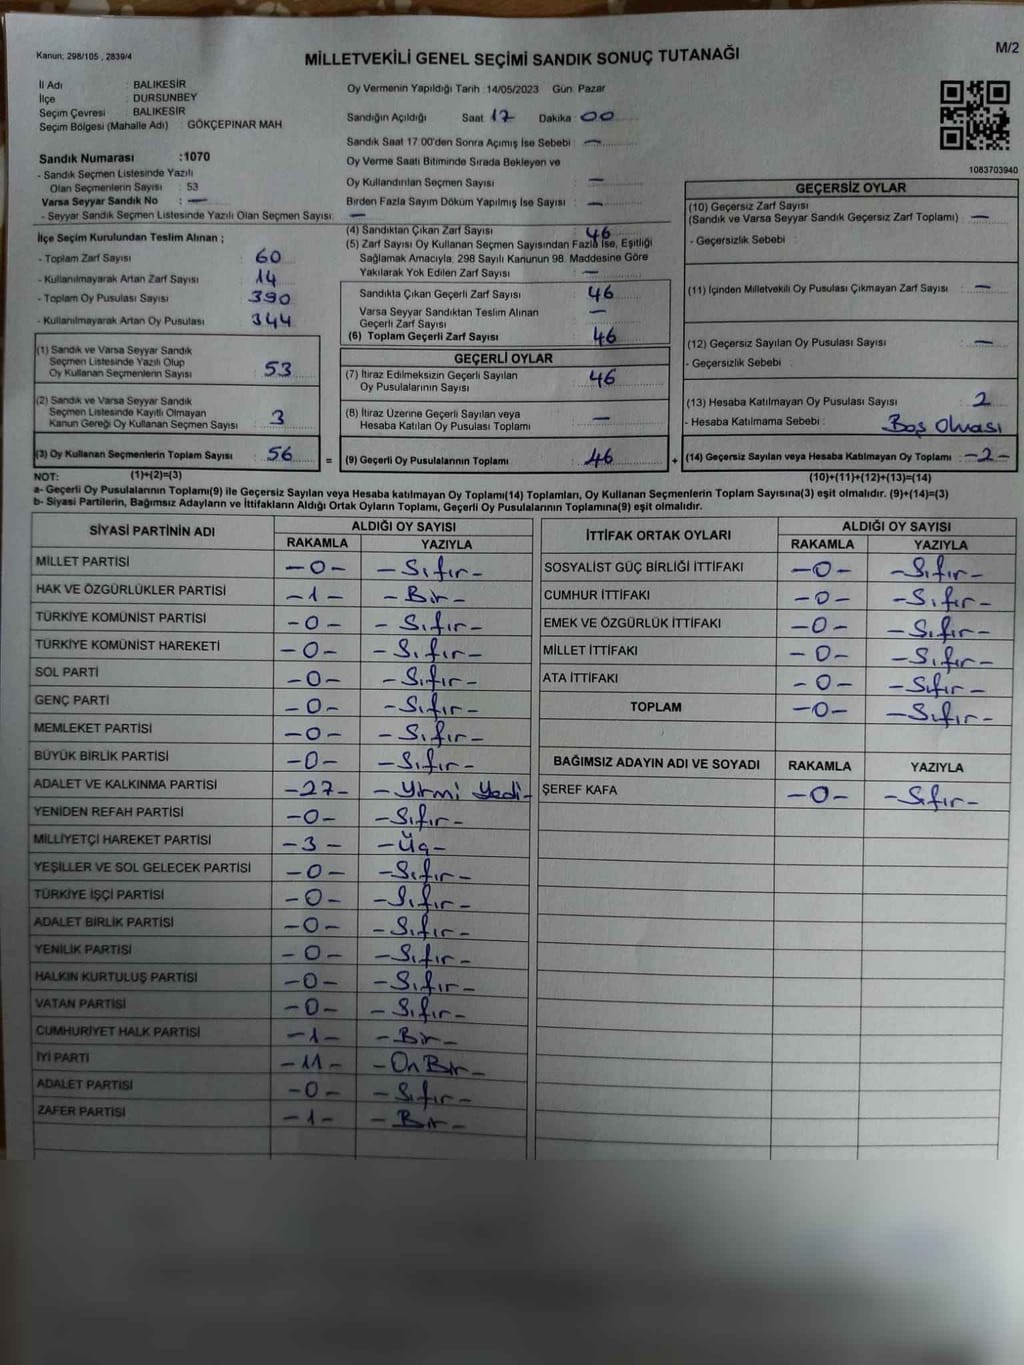 Kanun; 298/105 , 2839/4
MİLLETVEKİLİ GENEL SEÇİMİ SANDIK SONUÇ TUTANAĞI
M/2
İl Adı : BALIKESİR
İlçe : DURSUNBEY
Seçim Çevresi : BALIKESİR
Seçim Bölgesi (Mahalle Adı) : GÖKÇEPINAR MAH
Sandık Numarası :1070
- Sandık Seçmen Listesinde Yazılı
Olan Seçmenlerin Sayısı : 53
Varsa Seyyar Sandık No : —
- Seyyar Sandık Seçmen Listesinde Yazılı Olan Seçmen Sayısı: —
Oy Vermenin Yapıldığı Tarih :14/05/2023 Gün: Pazar
Sandığın Açıldığı Saat 17 Dakika 00
Sandık Saat 17.00'den Sonra Açımış İse Sebebi : —
Oy Verme Saati Bitiminde Sırada Bekleyen ve
Oy Kullandırılan Seçmen Sayısı : —
Birden Fazla Sayım Döküm Yapılmış İse Sayısı : —
1083703940
İlçe Seçim Kurulundan Teslim Alınan ;
- Toplam Zarf Sayısı : 60
- Kullanılmayarak Artan Zarf Sayısı : 14
- Toplam Oy Pusulası Sayısı : 390
- Kullanılmayarak Artan Oy Pusulası : 344
(1) Sandık ve Varsa Seyyar Sandık
Seçmen Listesinde Yazılı Olup
Oy Kullanan Seçmenlerin Sayısı : 53
(2) Sandık ve Varsa Seyyar Sandık
Seçmen Listesinde Kayıtlı Olmayan
Kanun Gereği Oy Kullanan Seçmen Sayısı : 3
(3) Oy Kullanan Seçmenlerin Toplam Sayısı : 56
(4) Sandıktan Çıkan Zarf Sayısı : 46
(5) Zarf Sayısı Oy Kullanan Seçmen Sayısından Fazla İse, Eşitliği
Sağlamak Amacıyla, 298 Sayılı Kanunun 98. Maddesine Göre
Yakılarak Yok Edilen Zarf Sayısı : —
Sandıkta Çıkan Geçerli Zarf Sayısı : 46
Varsa Seyyar Sandıktan Teslim Alınan
Geçerli Zarf Sayısı : —
(6) Toplam Geçerli Zarf Sayısı : 46
GEÇERLİ OYLAR
(7) İtiraz Edilmeksizin Geçerli Sayılan
Oy Pusulalarının Sayısı : 46
(8) İtiraz Üzerine Geçerli Sayılan veya
Hesaba Katılan Oy Pusulası Toplamı : —
= (9) Geçerli Oy Pusulalarının Toplamı : 46 +
GEÇERSİZ OYLAR
(10) Geçersiz Zarf Sayısı
(Sandık ve Varsa Seyyar Sandık Geçersiz Zarf Toplamı) : —
- Geçersizlik Sebebi :
(11) İçinden Milletvekili Oy Pusulası Çıkmayan Zarf Sayısı : —
(12) Geçersiz Sayılan Oy Pusulası Sayısı : —
- Geçersizlik Sebebi :
(13) Hesaba Katılmayan Oy Pusulası Sayısı : 2
- Hesaba Katılmama Sebebi : Boş Olması
(14) Geçersiz Sayılan veya Hesaba Katılmayan Oy Toplamı : -2-
NOT: (1)+(2)=(3) (10)+(11)+(12)+(13)=(14)
a- Geçerli Oy Pusulalarının Toplamı(9) ile Geçersiz Sayılan veya Hesaba katılmayan Oy Toplamı(14) Toplamları, Oy Kullanan Seçmenlerin Toplam Sayısına(3) eşit olmalıdır. (9)+(14)=(3)
b- Siyasi Partilerin, Bağımsız Adayların ve İttifakların Aldığı Ortak Oyların Toplamı, Geçerli Oy Pusulalarının Toplamına(9) eşit olmalıdır.
SİYASİ PARTİNİN ADI ALDIĞI OY SAYISI
RAKAMLA YAZIYLA
MİLLET PARTİSİ -0- -Sıfır-
HAK VE ÖZGÜRLÜKLER PARTİSİ -1- -Bir-
TÜRKİYE KOMÜNİST PARTİSİ -0- -Sıfır-
TÜRKİYE KOMÜNİST HAREKETİ -0- -Sıfır-
SOL PARTİ -0- -Sıfır-
GENÇ PARTİ -0- -Sıfır-
MEMLEKET PARTİSİ -0- -Sıfır-
BÜYÜK BİRLİK PARTİSİ -0- -Sıfır-
ADALET VE KALKINMA PARTİSİ -27- -Yirmi Yedi-
YENİDEN REFAH PARTİSİ -0- -Sıfır-
MİLLİYETÇİ HAREKET PARTİSİ -3- -Üç-
YEŞİLLER VE SOL GELECEK PARTİSİ -0- -Sıfır-
TÜRKİYE İŞÇİ PARTİSİ -0- -Sıfır-
ADALET BİRLİK PARTİSİ -0- -Sıfır-
YENİLİK PARTİSİ -0- -Sıfır-
HALKIN KURTULUŞ PARTİSİ -0- -Sıfır-
VATAN PARTİSİ -0- -Sıfır-
CUMHURİYET HALK PARTİSİ -1- -Bir-
İYİ PARTİ -11- -On Bir-
ADALET PARTİSİ -0- -Sıfır-
ZAFER PARTİSİ -1- -Bir-
İTTİFAK ORTAK OYLARI ALDIĞI OY SAYISI
RAKAMLA YAZIYLA
SOSYALİST GÜÇ BİRLİĞİ İTTİFAKI -0- -Sıfır-
CUMHUR İTTİFAKI -0- -Sıfır-
EMEK VE ÖZGÜRLÜK İTTİFAKI -0- -Sıfır-
MİLLET İTTİFAKI -0- -Sıfır-
ATA İTTİFAKI -0- -Sıfır-
TOPLAM -0- -Sıfır-
BAĞIMSIZ ADAYIN ADI VE SOYADI RAKAMLA YAZIYLA
ŞEREF KAFA -0- -Sıfır-